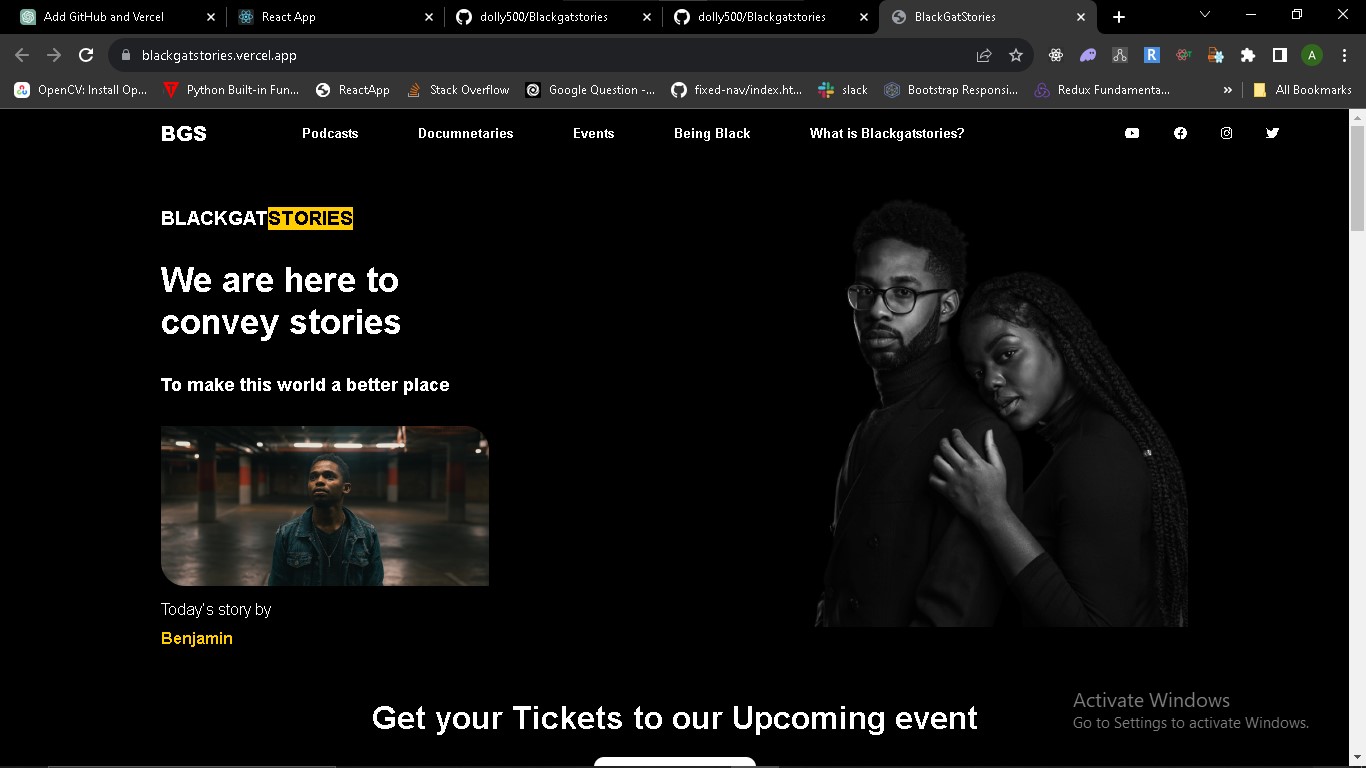 Add GitHub and Vercel
React App
dolly500/Blackgatstories
dolly500/Blackgatstories
BlackGatStories
blackgatstories.vercel.app
A
OpenCV: Install Op...
Python Built-in Fun...
ReactApp
Stack Overflow
Google Question -...
fixed-nav/index.ht...
slack
Bootstrap Responsi...
Redux Fundamenta...
»
All Bookmarks
BGS
Podcasts
Documnetaries
Events
Being Black
What is Blackgatstories?
BLACKGATSTORIES
We are here to
convey stories
To make this world a better place
Today's story by
Benjamin
Get your Tickets to our Upcoming event
Activate Windows
Go to Settings to activate Windows.